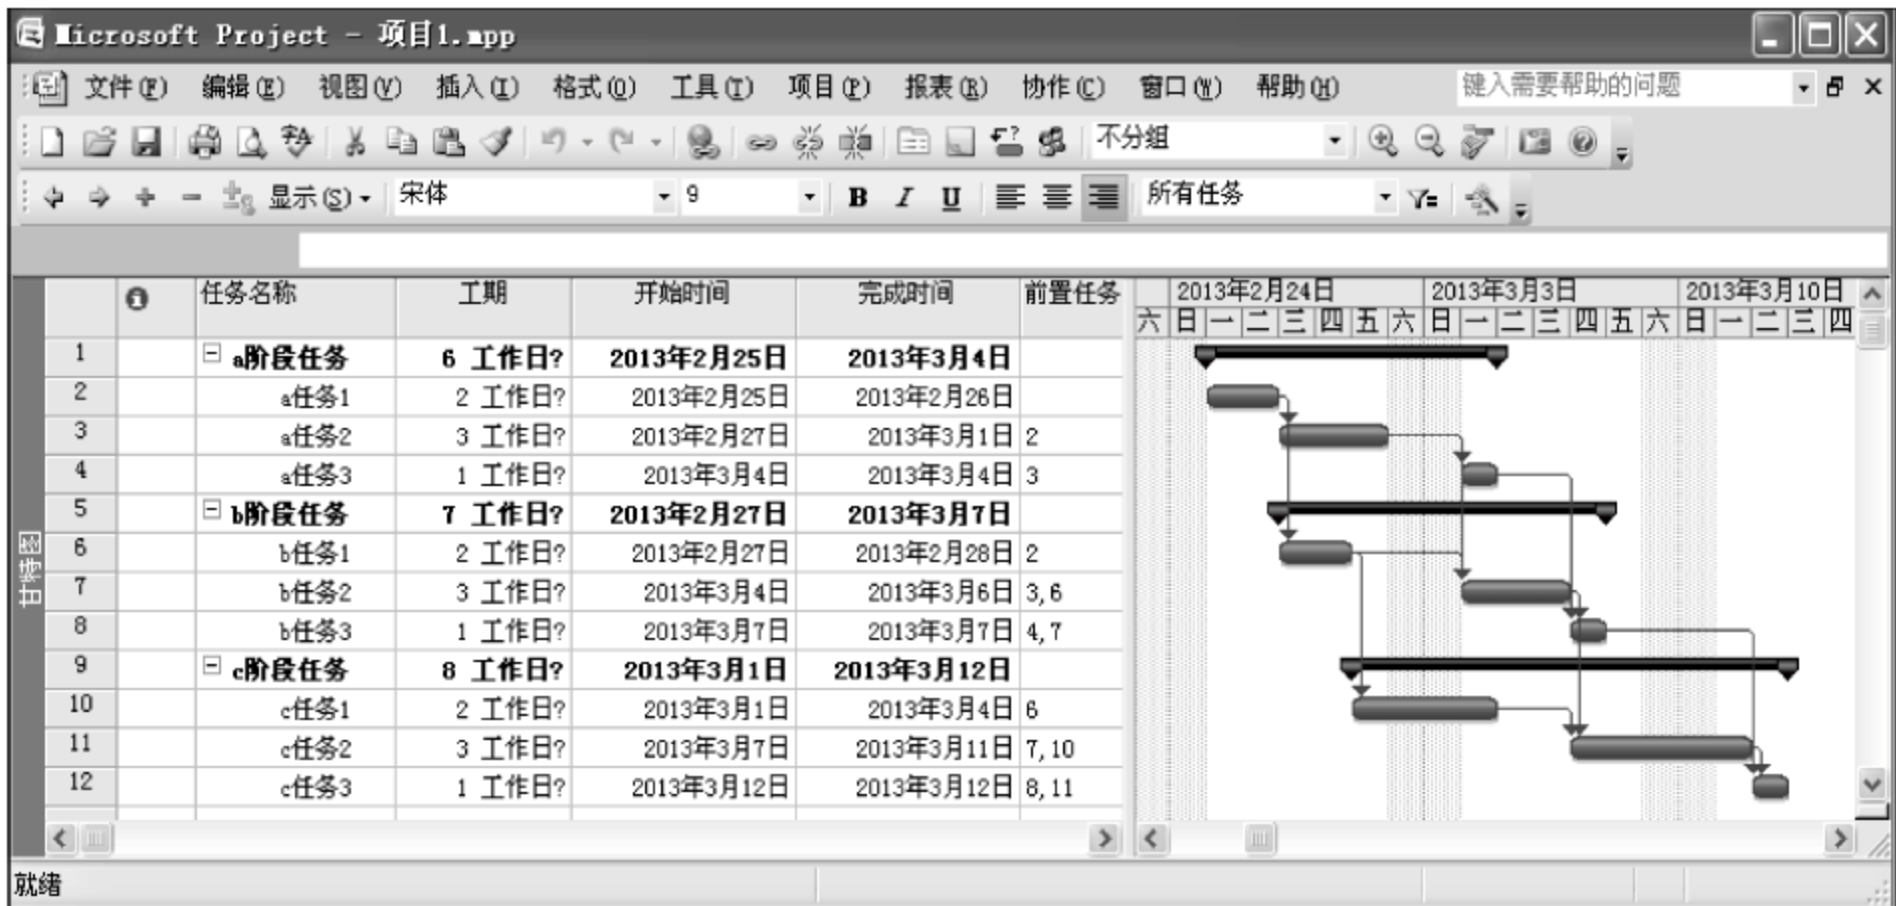 Microsoft Project - 项目1.mpp
文件(F) 编辑(E) 视图(V) 插入(I) 格式(O) 工具(T) 项目(P) 报表(R) 协作(C) 窗口(W) 帮助(H) 键入需要帮助的问题
不分组
显示(S) 宋体 9 B I U 所有任务
任务名称 工期 开始时间 完成时间 前置任务 2013年2月24日 2013年3月3日 2013年3月10日
六 日 一 二 三 四 五 六 日 一 二 三 四 五 六 日 一 二 三 四
1 a阶段任务 6 工作日? 2013年2月25日 2013年3月4日
2 a任务1 2 工作日? 2013年2月25日 2013年2月26日
3 a任务2 3 工作日? 2013年2月27日 2013年3月1日 2
4 a任务3 1 工作日? 2013年3月4日 2013年3月4日 3
5 b阶段任务 7 工作日? 2013年2月27日 2013年3月7日
6 b任务1 2 工作日? 2013年2月27日 2013年2月28日 2
7 b任务2 3 工作日? 2013年3月4日 2013年3月6日 3,6
8 b任务3 1 工作日? 2013年3月7日 2013年3月7日 4,7
9 c阶段任务 8 工作日? 2013年3月1日 2013年3月12日
10 c任务1 2 工作日? 2013年3月1日 2013年3月4日 6
11 c任务2 3 工作日? 2013年3月7日 2013年3月11日 7,10
12 c任务3 1 工作日? 2013年3月12日 2013年3月12日 8,11
甘特图
就绪